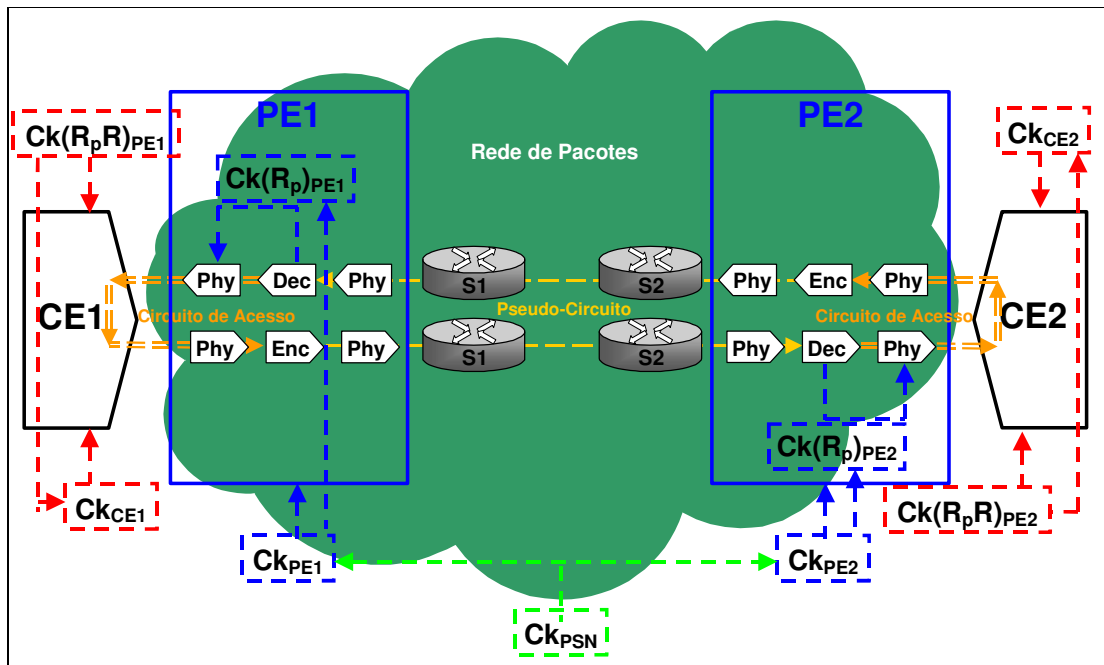 PE1
PE2
Ck(RpR)PE1
CkCE2
Rede de Pacotes
Ck(Rp)PE1
Phy
Dec
Phy
S1
S2
Phy
Enc
Phy
CE1
Circuito de Acesso
Pseudo-Circuito
Circuito de Acesso
CE2
Phy
Enc
Phy
S1
S2
Phy
Dec
Phy
Ck(Rp)PE2
CkCE1
Ck(RpR)PE2
CkPE1
CkPE2
CkPSN